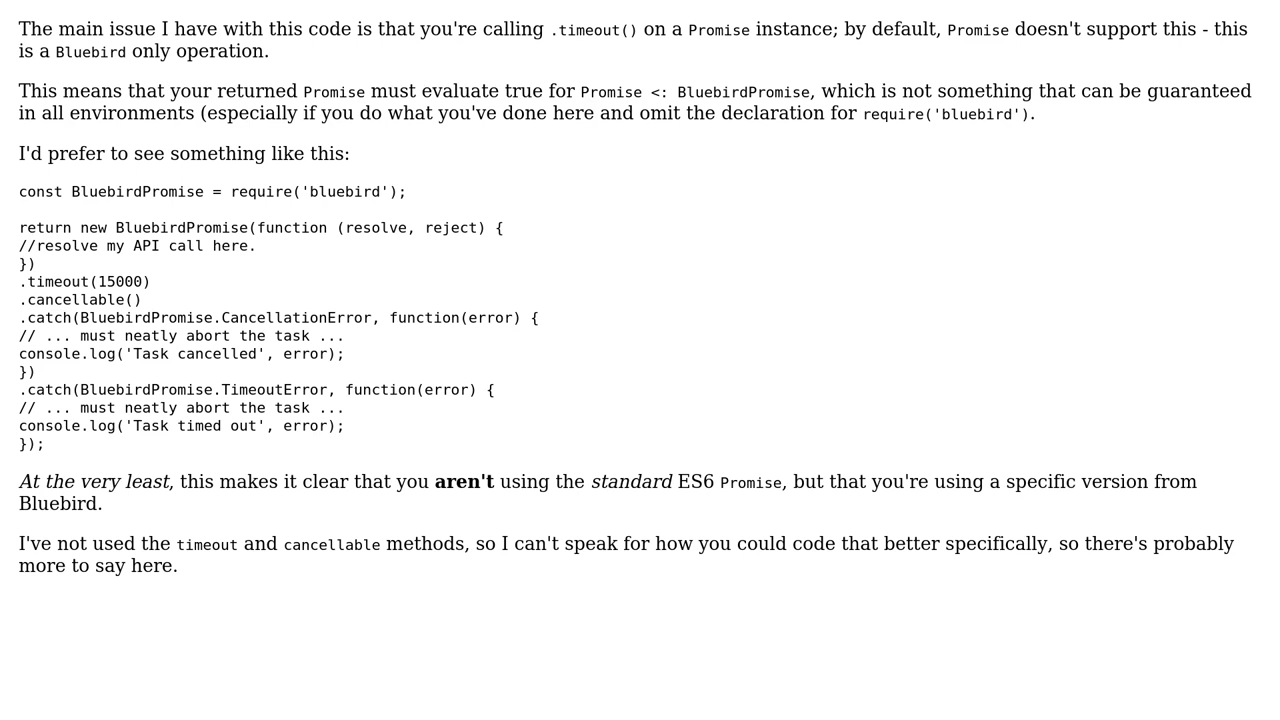 The main issue I have with this code is that you're calling .timeout() on a Promise instance; by default, Promise doesn't support this - this
is a Bluebird only operation.
This means that your returned Promise must evaluate true for Promise <: BluebirdPromise, which is not something that can be guaranteed
in all environments (especially if you do what you've done here and omit the declaration for require('bluebird').
I'd prefer to see something like this:
const BluebirdPromise = require('bluebird');
return new BluebirdPromise(function (resolve, reject) {
//resolve my API call here.
})
.timeout(15000)
.cancellable()
.catch(BluebirdPromise.CancellationError, function(error) {
// ... must neatly abort the task ...
console.log('Task cancelled', error);
})
.catch(BluebirdPromise.TimeoutError, function(error) {
// ... must neatly abort the task ...
console.log('Task timed out', error);
});
At the very least, this makes it clear that you aren't using the standard ES6 Promise, but that you're using a specific version from
Bluebird.
I've not used the timeout and cancellable methods, so I can't speak for how you could code that better specifically, so there's probably
more to say here.